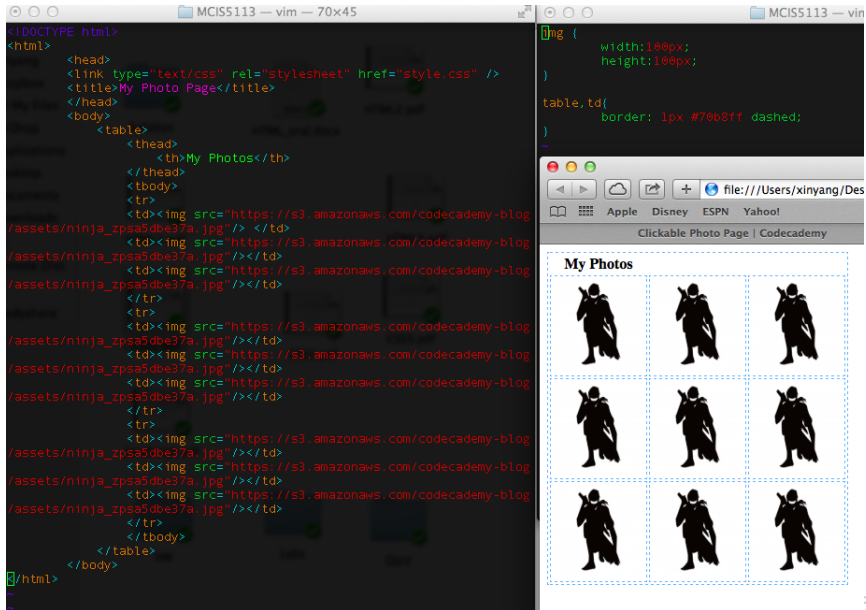 MCIS5113 — vim — 70×45
<!DOCTYPE html>
<html>
<head>
<link type="text/css" rel="stylesheet" href="style.css" />
<title>My Photo Page</title>
</head>
<body>
<table>
<thead>
<th>My Photos</th>
</thead>
<tbody>
<tr>
<td><img src="https://s3.amazonaws.com/codecademy-blog
/assets/ninja_zpsa5dbe37a.jpg"/> </td>
<td><img src="https://s3.amazonaws.com/codecademy-blog
/assets/ninja_zpsa5dbe37a.jpg"/></td>
<td><img src="https://s3.amazonaws.com/codecademy-blog
/assets/ninja_zpsa5dbe37a.jpg"/></td>
</tr>
<tr>
<td><img src="https://s3.amazonaws.com/codecademy-blog
/assets/ninja_zpsa5dbe37a.jpg"/></td>
<td><img src="https://s3.amazonaws.com/codecademy-blog
/assets/ninja_zpsa5dbe37a.jpg"/></td>
<td><img src="https://s3.amazonaws.com/codecademy-blog
/assets/ninja_zpsa5dbe37a.jpg"/></td>
</tr>
<tr>
<td><img src="https://s3.amazonaws.com/codecademy-blog
/assets/ninja_zpsa5dbe37a.jpg"/></td>
<td><img src="https://s3.amazonaws.com/codecademy-blog
/assets/ninja_zpsa5dbe37a.jpg"/></td>
<td><img src="https://s3.amazonaws.com/codecademy-blog
/assets/ninja_zpsa5dbe37a.jpg"/></td>
</tr>
</tbody>
</table>
</body>
</html>
~
~
MCIS5113 — vim
img {
width:100px;
height:100px;
}
table,td{
border: 1px #70b8ff dashed;
}
~
file:///Users/xinyang/Des
Apple Disney ESPN Yahoo!
Clickable Photo Page | Codecademy
My Photos